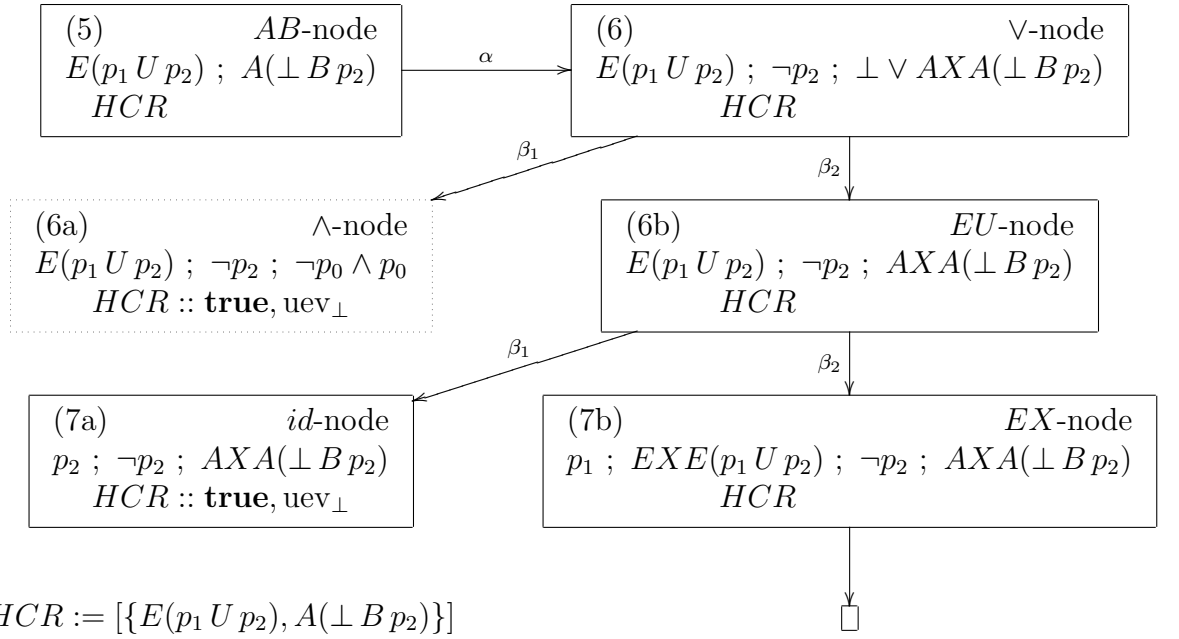 (5) AB-node
E(p₁ U p₂) ; A(⊥ B p₂)
HCR
α
(6) ∨-node
E(p₁ U p₂) ; ¬p₂ ; ⊥ ∨ AXA(⊥ B p₂)
HCR
β₁
β₂
(6a) ∧-node
E(p₁ U p₂) ; ¬p₂ ; ¬p₀ ∧ p₀
HCR :: true, uev⊥
(6b) EU-node
E(p₁ U p₂) ; ¬p₂ ; AXA(⊥ B p₂)
HCR
β₁
β₂
(7a) id-node
p₂ ; ¬p₂ ; AXA(⊥ B p₂)
HCR :: true, uev⊥
(7b) EX-node
p₁ ; EXE(p₁ U p₂) ; ¬p₂ ; AXA(⊥ B p₂)
HCR
HCR := [{E(p₁ U p₂), A(⊥ B p₂)}]